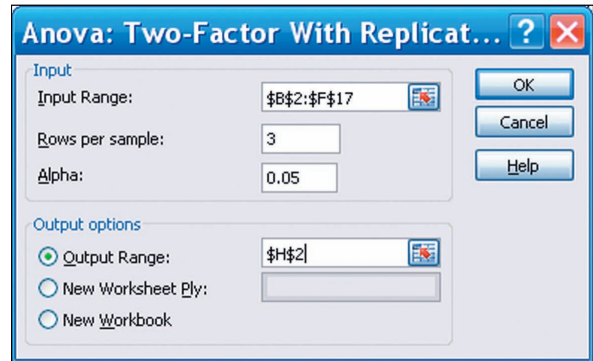 Anova: Two-Factor With Replicat... ?
Input
Input Range: $B$2:$F$17
Rows per sample: 3
Alpha: 0.05
OK
Cancel
Help
Output options
Output Range: $H$2
New Worksheet Ply:
New Workbook